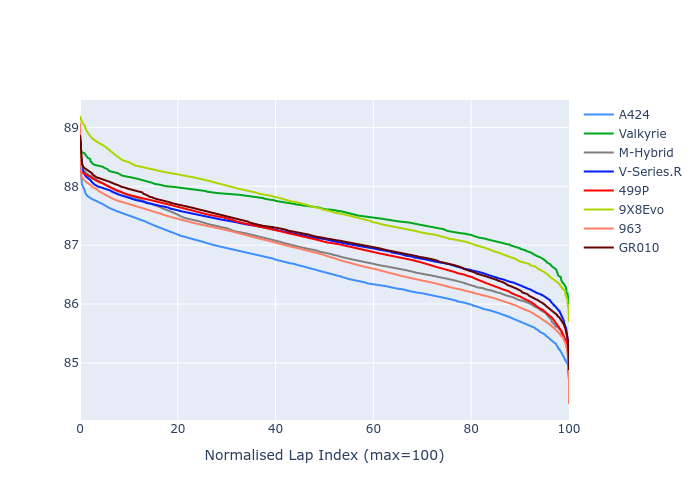 89
88
87
86
85
0 20 40 60 80 100
Normalised Lap Index (max=100)
A424
Valkyrie
M-Hybrid
V-Series.R
499P
9X8Evo
963
GR010